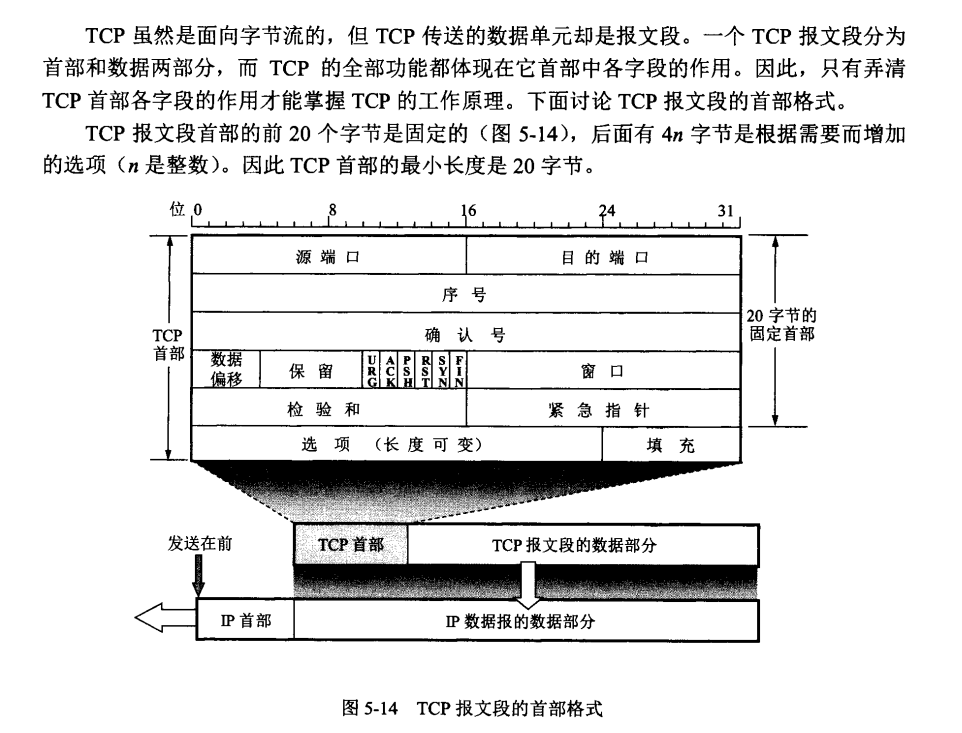 TCP 虽然是面向字节流的，但 TCP 传送的数据单元却是报文段。一个 TCP 报文段分为
首部和数据两部分，而 TCP 的全部功能都体现在它首部中各字段的作用。因此，只有弄清
TCP 首部各字段的作用才能掌握 TCP 的工作原理。下面讨论 TCP 报文段的首部格式。
TCP 报文段首部的前 20 个字节是固定的（图 5-14），后面有 4n 字节是根据需要而增加
的选项（n 是整数）。因此 TCP 首部的最小长度是 20 字节。
位 0 8 16 24 31
源 端 口 目 的 端 口
序 号
确 认 号
TCP
首部
20 字节的
固定首部
数据
偏移
保 留
URG
ACK
PSH
RST
SYN
FIN
窗 口
检 验 和 紧 急 指 针
选 项 （长 度 可 变） 填 充
发送在前
TCP 首部 TCP 报文段的数据部分
IP 首部 IP 数据报的数据部分
图 5-14 TCP 报文段的首部格式